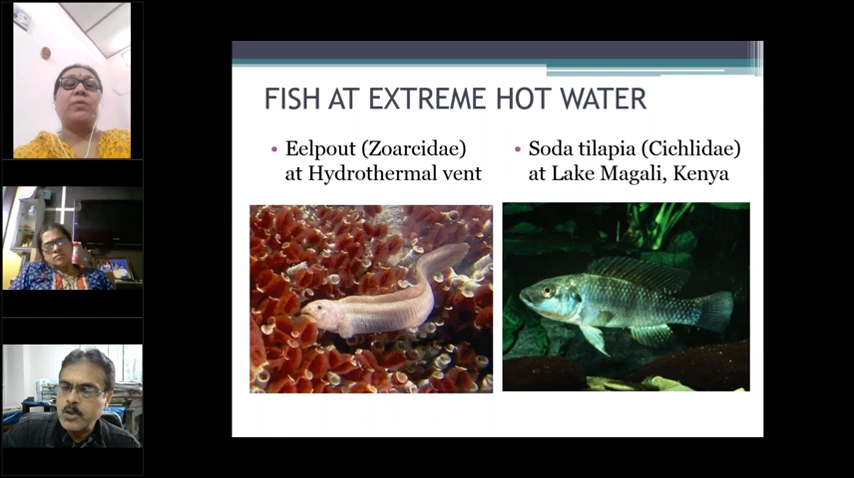 FISH AT EXTREME HOT WATER
• Eelpout (Zoarcidae)
at Hydrothermal vent
• Soda tilapia (Cichlidae)
at Lake Magali, Kenya